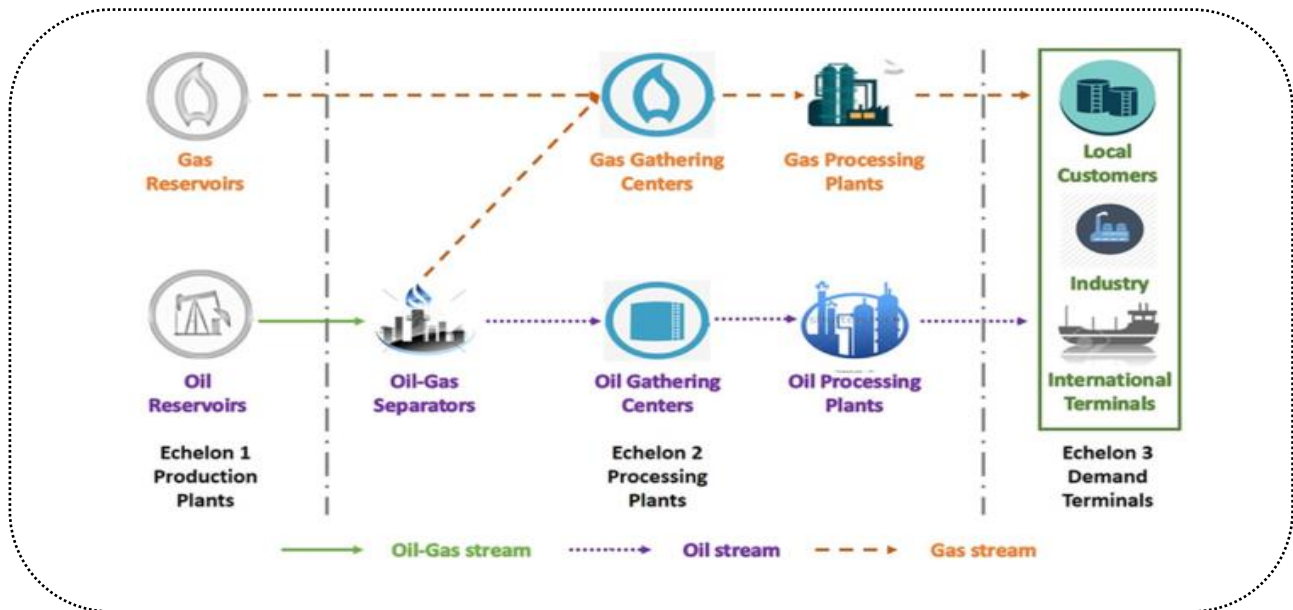 Gas
Reservoirs
Gas Gathering
Centers
Gas Processing
Plants
Local
Customers
Industry
Oil
Reservoirs
Oil-Gas
Separators
Oil Gathering
Centers
Oil Processing
Plants
International
Terminals
Echelon 1
Production
Plants
Echelon 2
Processing
Plants
Echelon 3
Demand
Terminals
Oil-Gas stream
Oil stream
Gas stream